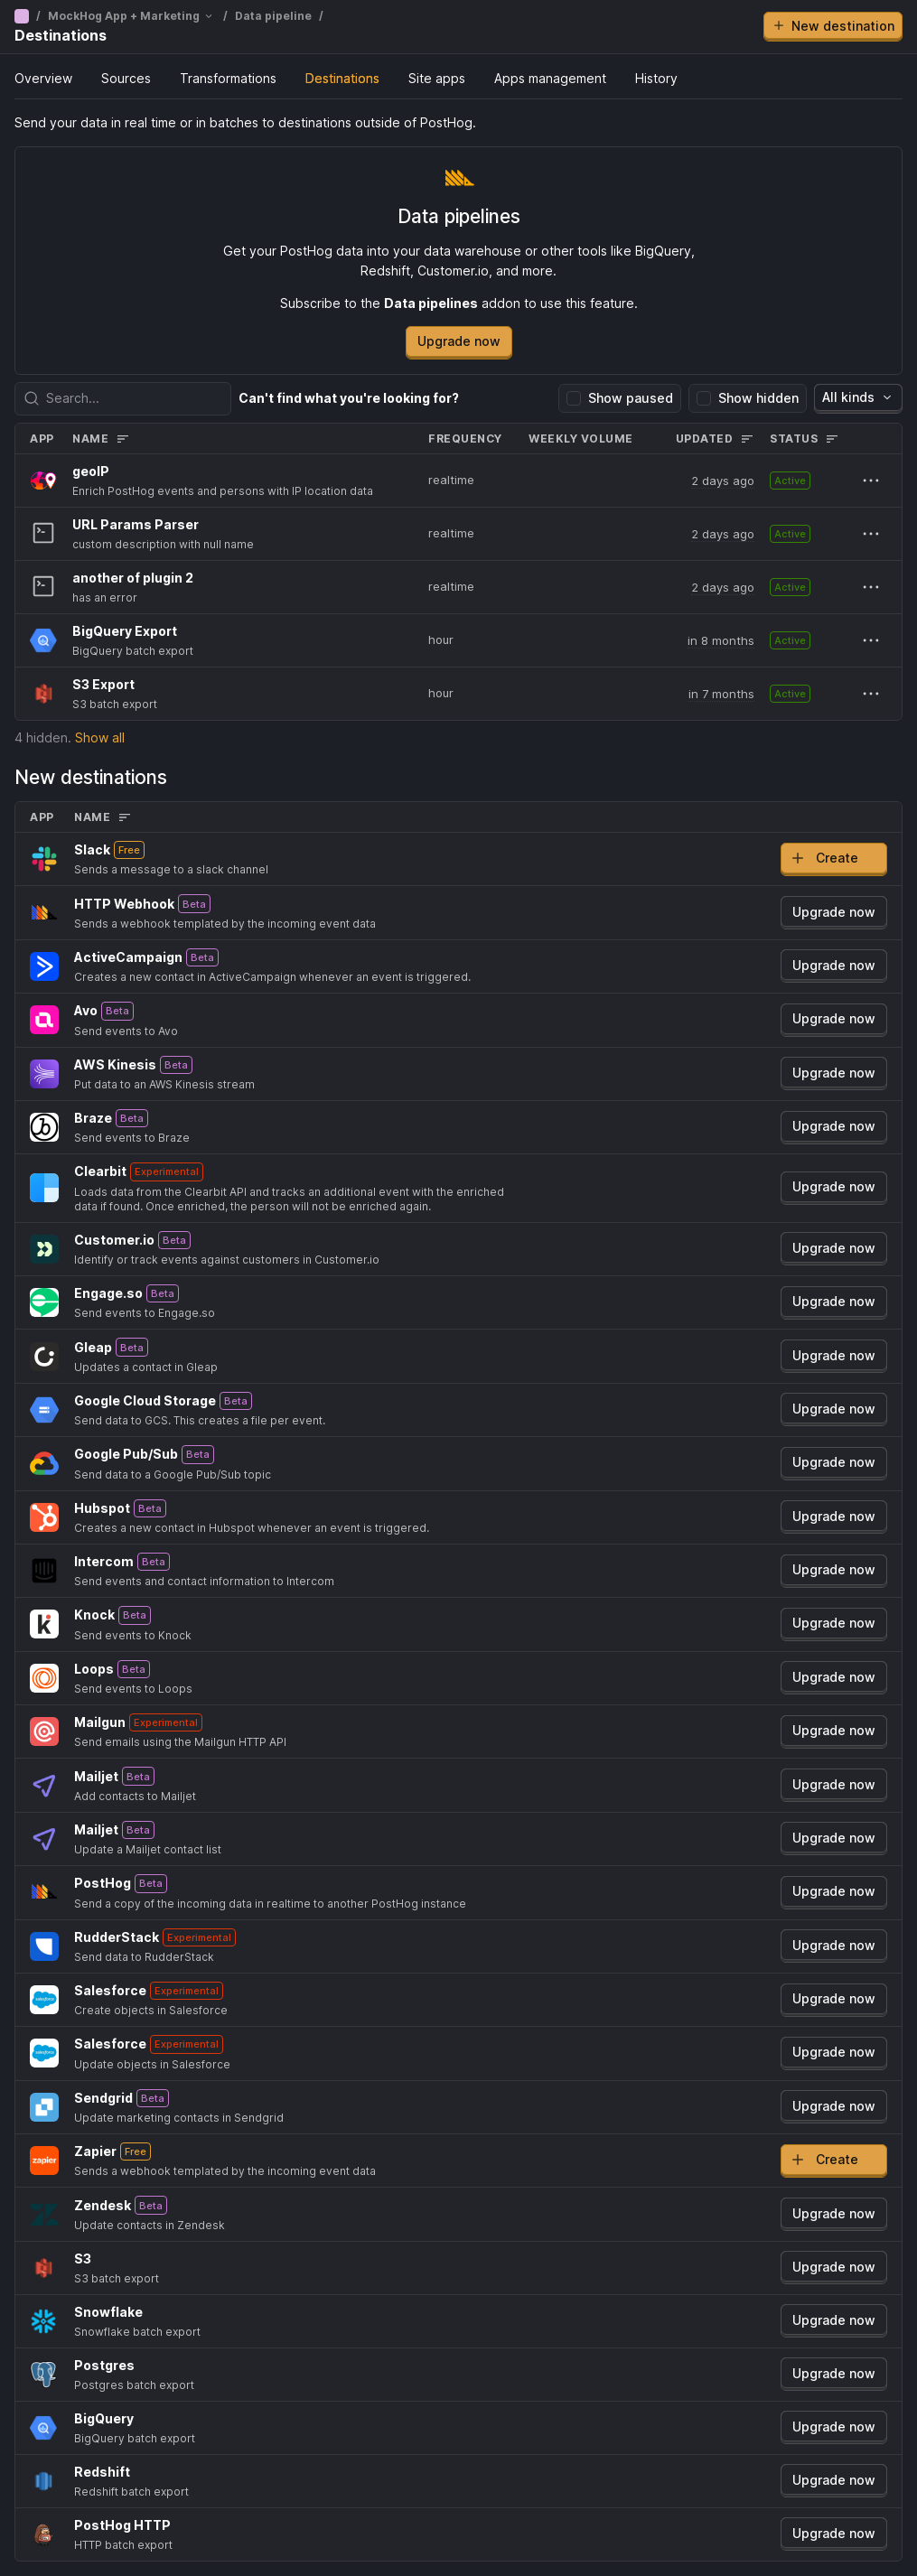 / MockHog App + Marketing / Data pipeline /
Destinations
New destination
Overview Sources Transformations Destinations Site apps Apps management History
Send your data in real time or in batches to destinations outside of PostHog.
Data pipelines
Get your PostHog data into your data warehouse or other tools like BigQuery,
Redshift, Customer.io, and more.
Subscribe to the Data pipelines addon to use this feature.
Upgrade now
Search... Can't find what you're looking for? Show paused Show hidden All kinds
APP NAME FREQUENCY WEEKLY VOLUME UPDATED STATUS
geoIP
Enrich PostHog events and persons with IP location data
realtime 2 days ago Active
URL Params Parser
custom description with null name
realtime 2 days ago Active
another of plugin 2
has an error
realtime 2 days ago Active
BigQuery Export
BigQuery batch export
hour in 8 months Active
S3 Export
S3 batch export
hour in 7 months Active
4 hidden. Show all
New destinations
APP NAME
Slack Free
Sends a message to a slack channel
Create
HTTP Webhook Beta
Sends a webhook templated by the incoming event data
Upgrade now
ActiveCampaign Beta
Creates a new contact in ActiveCampaign whenever an event is triggered.
Upgrade now
Avo Beta
Send events to Avo
Upgrade now
AWS Kinesis Beta
Put data to an AWS Kinesis stream
Upgrade now
Braze Beta
Send events to Braze
Upgrade now
Clearbit Experimental
Loads data from the Clearbit API and tracks an additional event with the enriched
data if found. Once enriched, the person will not be enriched again.
Upgrade now
Customer.io Beta
Identify or track events against customers in Customer.io
Upgrade now
Engage.so Beta
Send events to Engage.so
Upgrade now
Gleap Beta
Updates a contact in Gleap
Upgrade now
Google Cloud Storage Beta
Send data to GCS. This creates a file per event.
Upgrade now
Google Pub/Sub Beta
Send data to a Google Pub/Sub topic
Upgrade now
Hubspot Beta
Creates a new contact in Hubspot whenever an event is triggered.
Upgrade now
Intercom Beta
Send events and contact information to Intercom
Upgrade now
Knock Beta
Send events to Knock
Upgrade now
Loops Beta
Send events to Loops
Upgrade now
Mailgun Experimental
Send emails using the Mailgun HTTP API
Upgrade now
Mailjet Beta
Add contacts to Mailjet
Upgrade now
Mailjet Beta
Update a Mailjet contact list
Upgrade now
PostHog Beta
Send a copy of the incoming data in realtime to another PostHog instance
Upgrade now
RudderStack Experimental
Send data to RudderStack
Upgrade now
Salesforce Experimental
Create objects in Salesforce
Upgrade now
Salesforce Experimental
Update objects in Salesforce
Upgrade now
Sendgrid Beta
Update marketing contacts in Sendgrid
Upgrade now
zapier
Zapier Free
Sends a webhook templated by the incoming event data
Create
Zendesk Beta
Update contacts in Zendesk
Upgrade now
S3
S3 batch export
Upgrade now
Snowflake
Snowflake batch export
Upgrade now
Postgres
Postgres batch export
Upgrade now
BigQuery
BigQuery batch export
Upgrade now
Redshift
Redshift batch export
Upgrade now
PostHog HTTP
HTTP batch export
Upgrade now